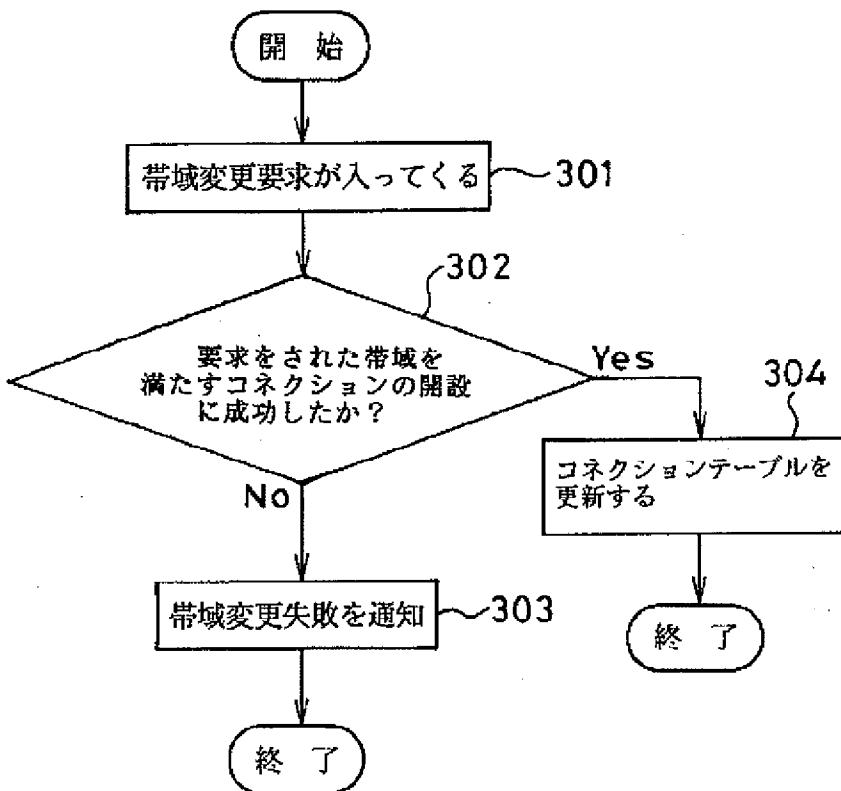 開 始
帯域変更要求が入ってくる
301
302
要求をされた帯域を
満たすコネクションの開設
に成功したか？
Yes
304
コネクションテーブルを
更新する
No
帯域変更失敗を通知
303
終 了
終 了